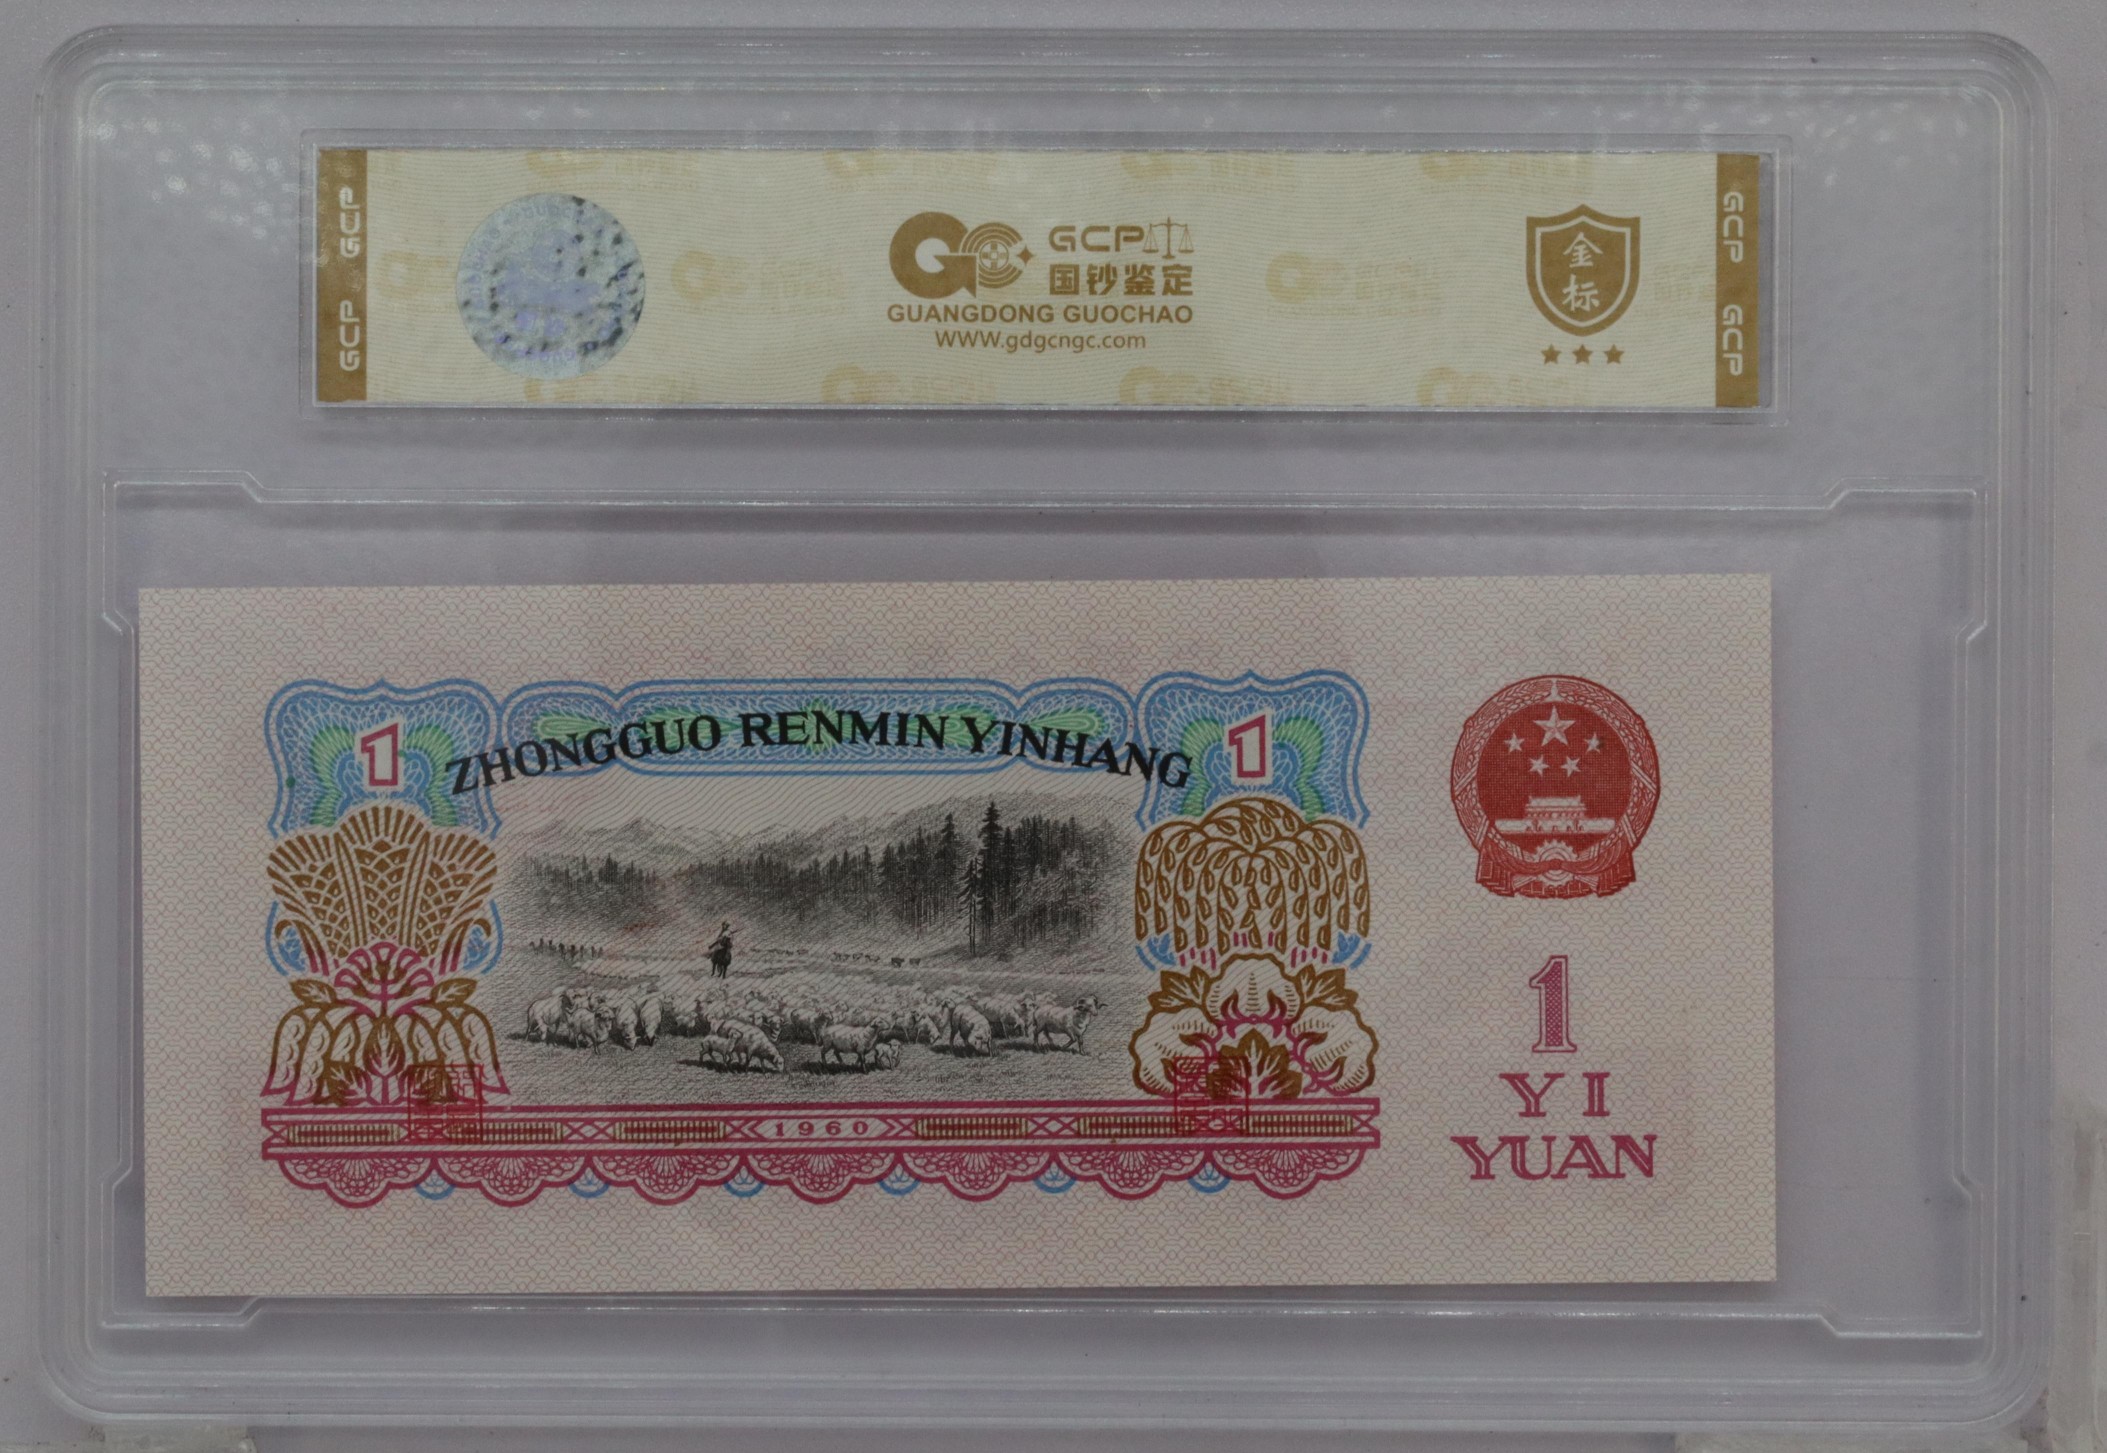 GCP GCP
GCP
国钞鉴定
GUANGDONG GUOCHAO
WWW.gdgcngc.com
金
标
GCP GCP
1
ZHONGGUO RENMIN YINHANG
1
1960
1
YI
YUAN